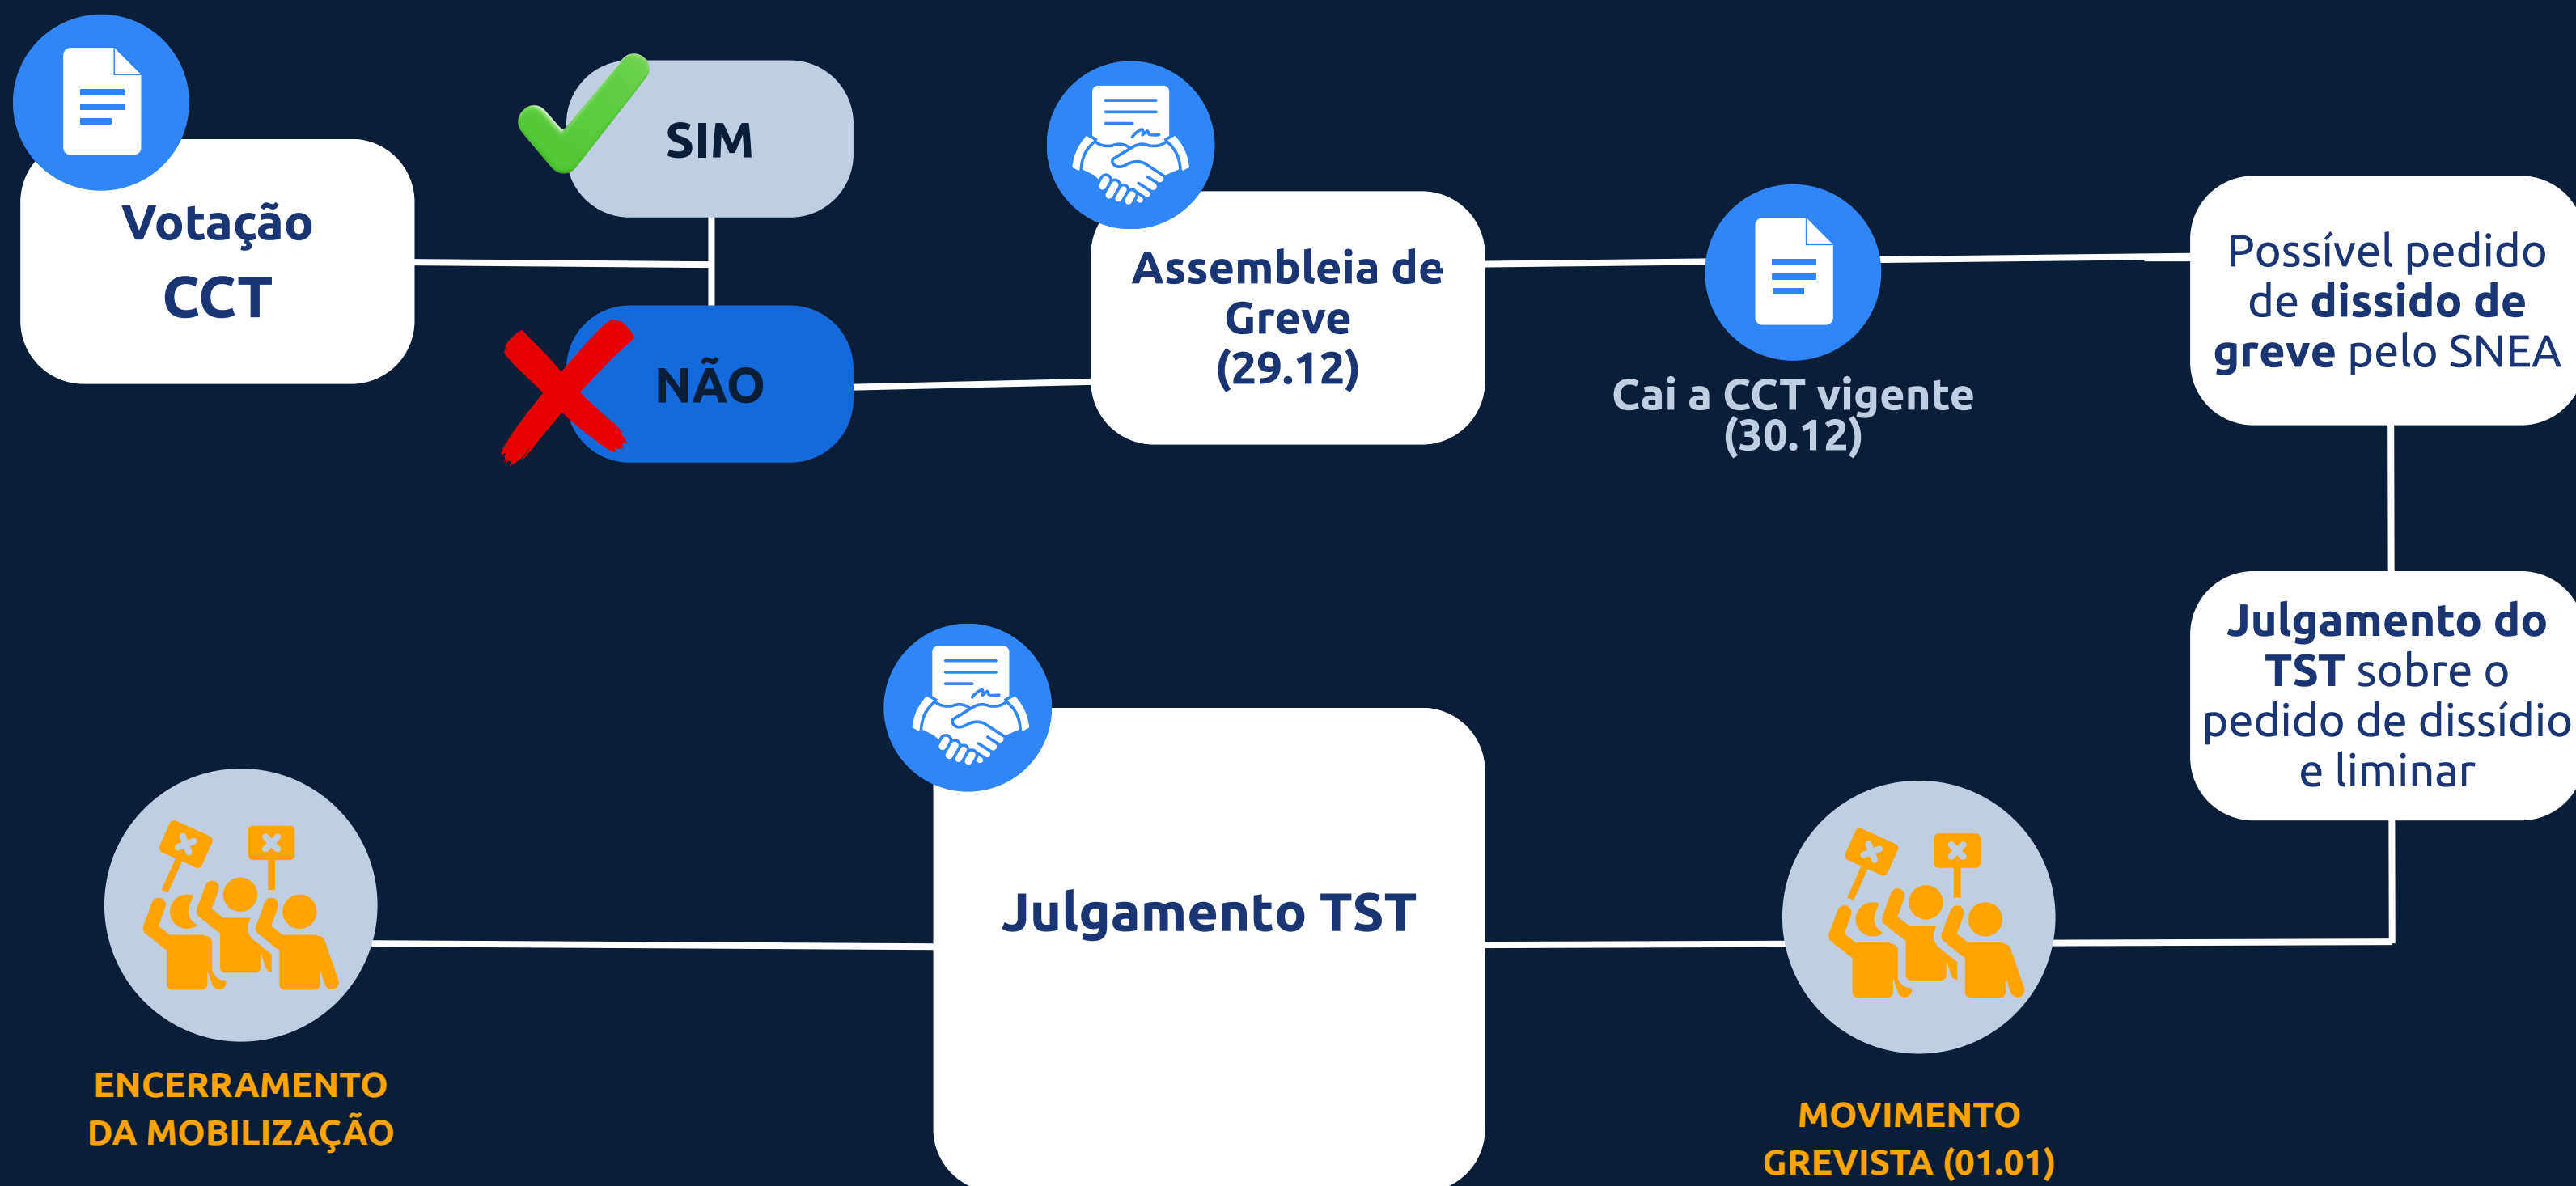 Votação
CCT
SIM
NÃO
Assembleia de
Greve
(29.12)
Cai a CCT vigente
(30.12)
Possível pedido
de dissido de
greve pelo SNEA
Julgamento do
TST sobre o
pedido de dissídio
e liminar
MOVIMENTO
GREVISTA (01.01)
Julgamento TST
ENCERRAMENTO
DA MOBILIZAÇÃO